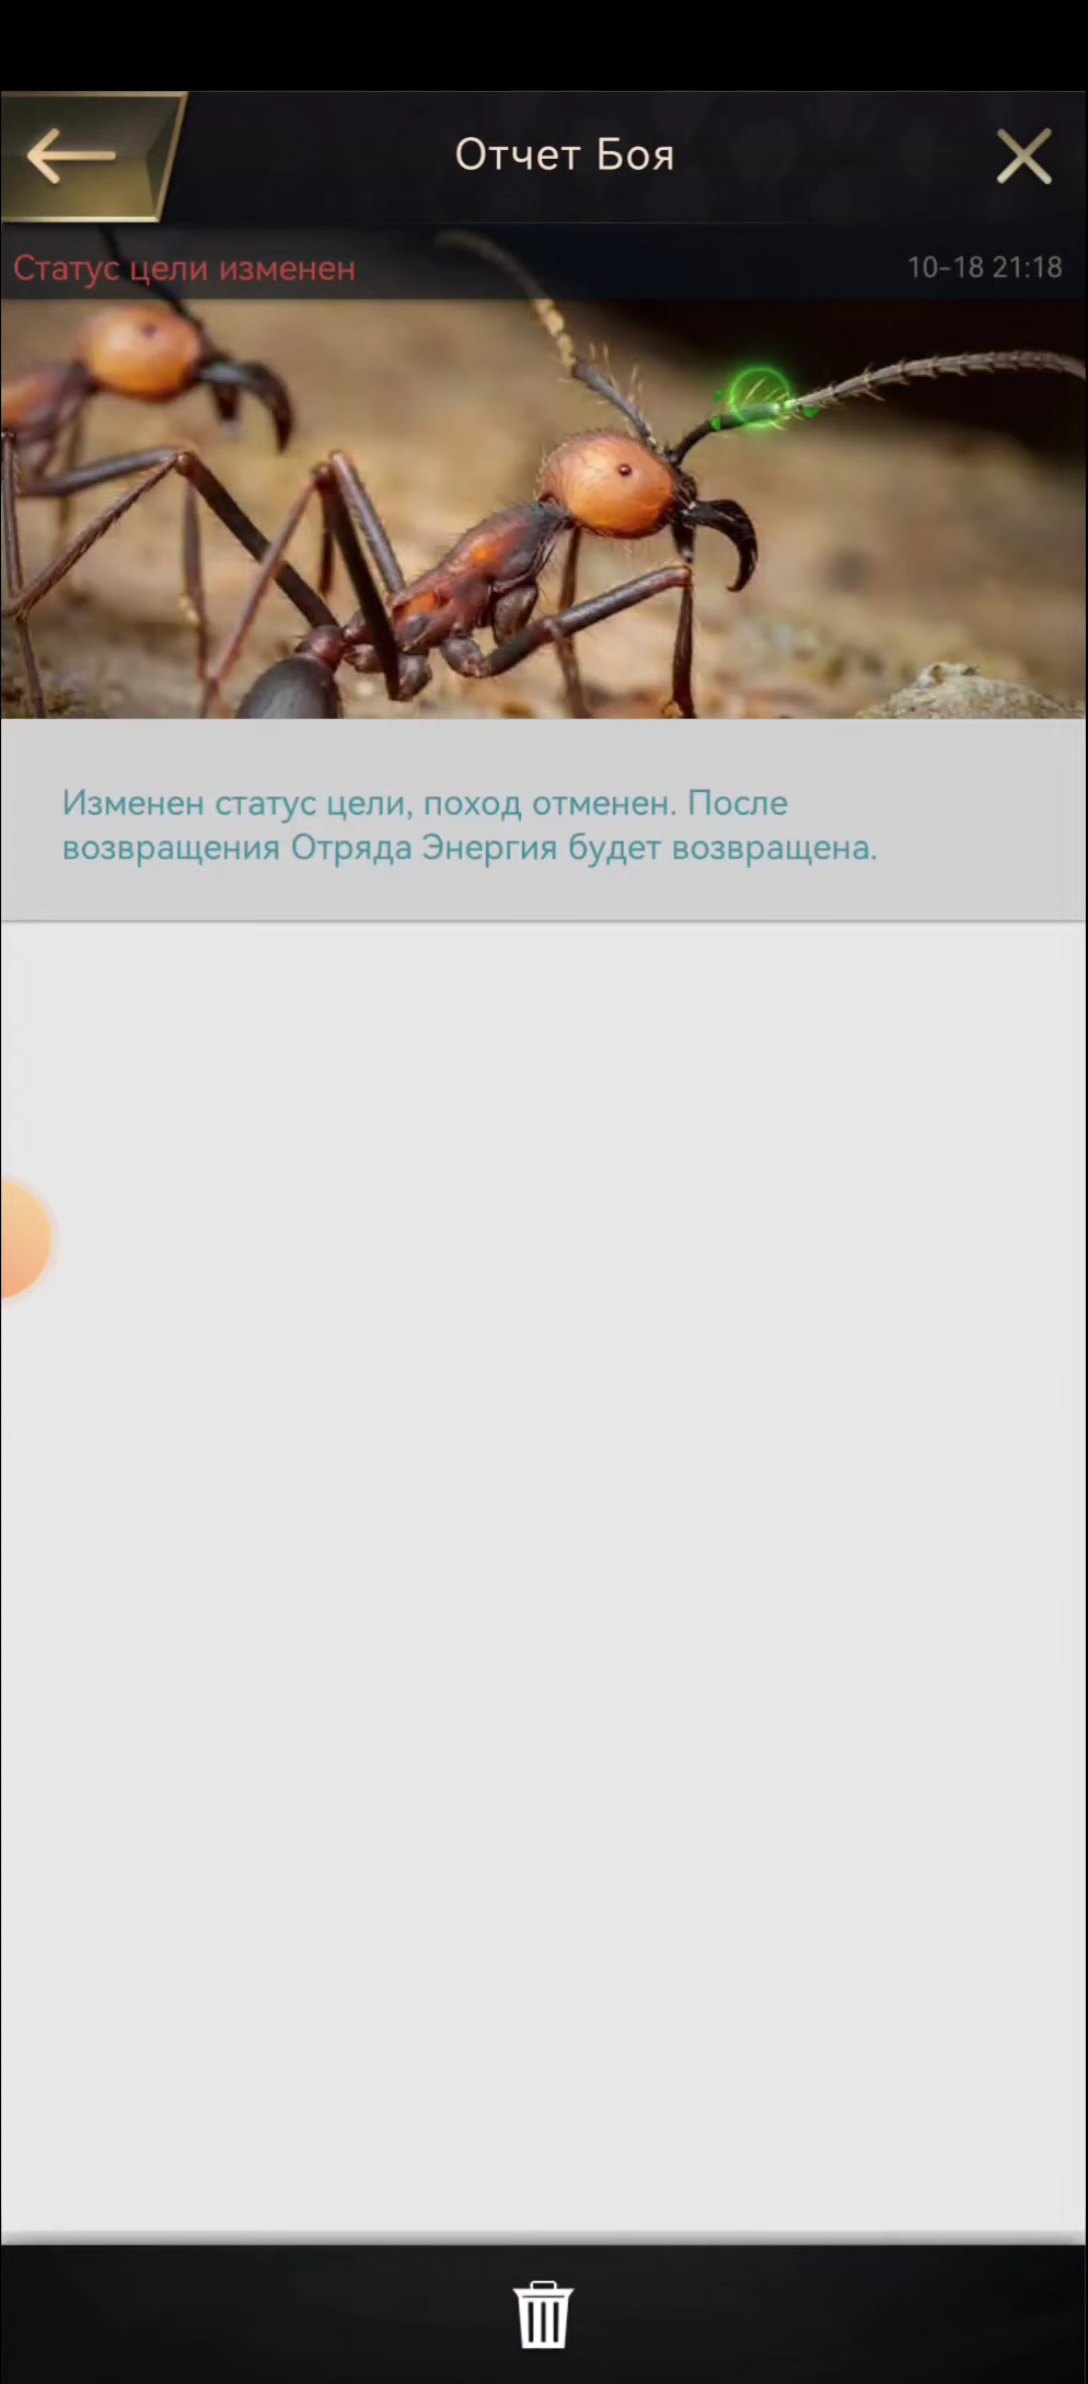 Отчет Боя
Статус цели изменен
10-18 21:18
Изменен статус цели, поход отменен. После
возвращения Отряда Энергия будет возвращена.